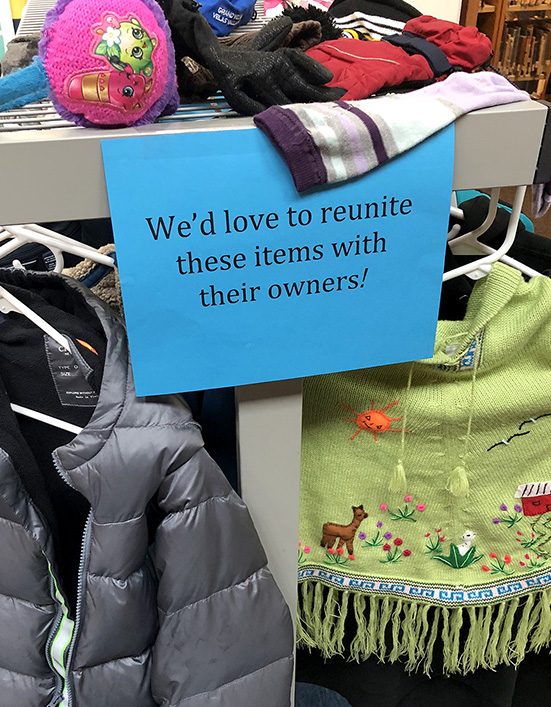 We'd love to reunite
these items with
their owners!